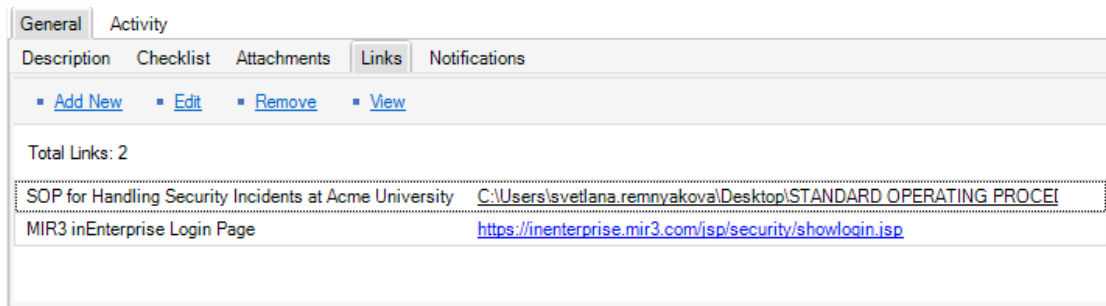 General Activity
Description Checklist Attachments Links Notifications
Add New Edit Remove View
Total Links: 2
SOP for Handling Security Incidents at Acme University C:\Users\svetlana.remnyakova\Desktop\STANDARD OPERATING
MIR3 inEnterprise Login Page https://inenterprise.mir3.com/jsp/security/showlogin.jsp